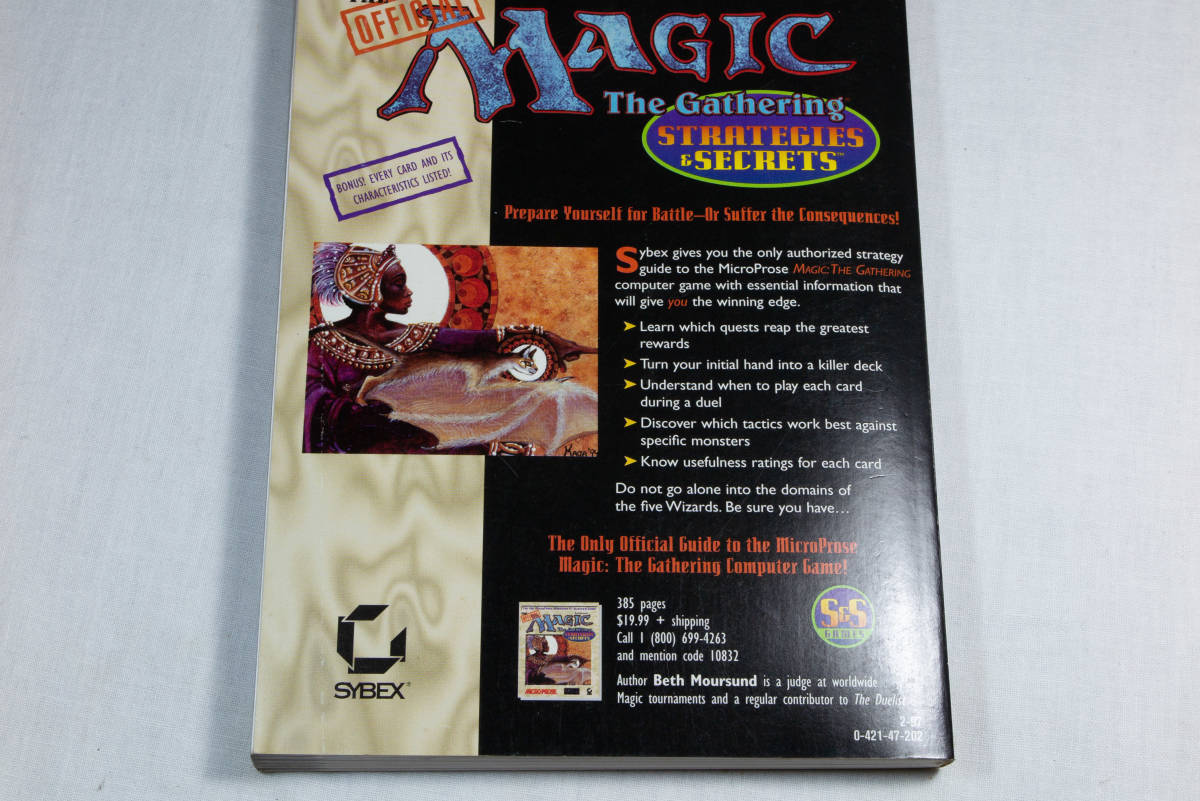 OFFICIAL
MAGIC
The Gathering
STRATEGIES
& SECRETS™
BONUS! EVERY CARD AND ITS
CHARACTERISTICS LISTED!
Prepare Yourself for Battle—Or Suffer the Consequences!
Sybex gives you the only authorized strategy
guide to the MicroProse MAGIC: THE GATHERING
computer game with essential information that
will give you the winning edge.
➤ Learn which quests reap the greatest
rewards
➤ Turn your initial hand into a killer deck
➤ Understand when to play each card
during a duel
➤ Discover which tactics work best against
specific monsters
➤ Know usefulness ratings for each card
Do not go alone into the domains of
the five Wizards. Be sure you have…
The Only Official Guide to the MicroProse
Magic: The Gathering Computer Game!
MAGIC
The Gathering
STRATEGIES
& SECRETS
MICROPROSE
385 pages
$19.99 + shipping
Call 1 (800) 699-4263
and mention code 10832
S&S
GAMES
Author Beth Moursund is a judge at worldwide
Magic tournaments and a regular contributor to The Duelist
SYBEX®
2-97
0-421-47-202